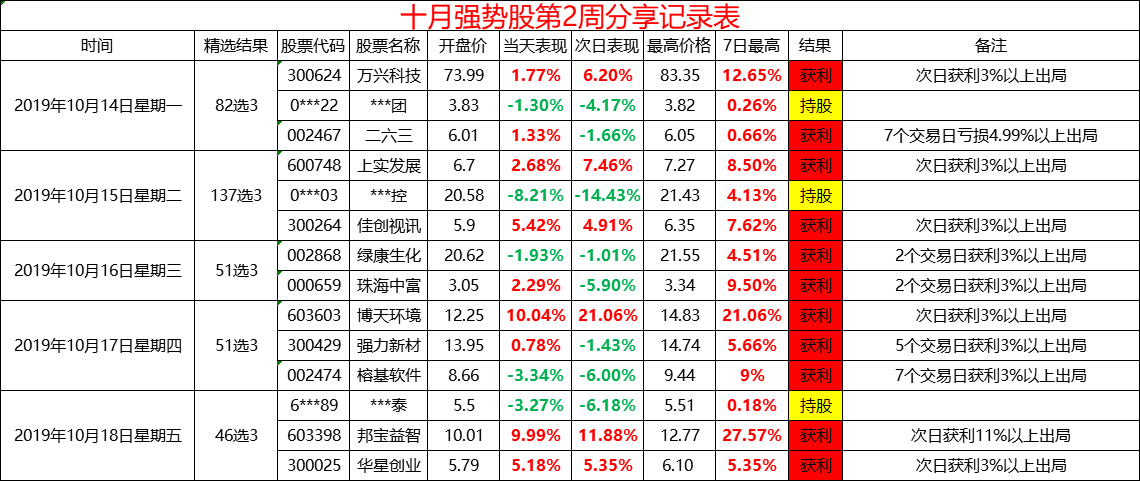 十月强势股第2周分享记录表
时间 精选结果 股票代码 股票名称 开盘价 当天表现 次日表现 最高价格 7日最高 结果 备注
2019年10月14日星期一 82选3 300624 万兴科技 73.99 1.77% 6.20% 83.35 12.65% 获利 次日获利3%以上出局
0***22 ***团 3.83 -1.30% -4.17% 3.82 0.26% 持股
002467 二六三 6.01 1.33% -1.66% 6.05 0.66% 获利 7个交易日亏损4.99%以上出局
2019年10月15日星期二 137选3 600748 上实发展 6.7 2.68% 7.46% 7.27 8.50% 获利 次日获利3%以上出局
0***03 ***控 20.58 -8.21% -14.43% 21.43 4.13% 持股
300264 佳创视讯 5.9 5.42% 4.91% 6.35 7.62% 获利 次日获利3%以上出局
2019年10月16日星期三 51选3 002868 绿康生化 20.62 -1.93% -1.01% 21.55 4.51% 获利 2个交易日获利3%以上出局
000659 珠海中富 3.05 2.29% -5.90% 3.34 9.50% 获利 2个交易日获利3%以上出局
2019年10月17日星期四 51选3 603603 博天环境 12.25 10.04% 21.06% 14.83 21.06% 获利 次日获利3%以上出局
300429 强力新材 13.95 0.78% -1.43% 14.74 5.66% 获利 5个交易日获利3%以上出局
002474 榕基软件 8.66 -3.34% -6.00% 9.44 9% 获利 7个交易日获利3%以上出局
2019年10月18日星期五 46选3 6***89 ***泰 5.5 -3.27% -6.18% 5.51 0.18% 持股
603398 邦宝益智 10.01 9.99% 11.88% 12.77 27.57% 获利 次日获利11%以上出局
300025 华星创业 5.79 5.18% 5.35% 6.10 5.35% 获利 次日获利3%以上出局